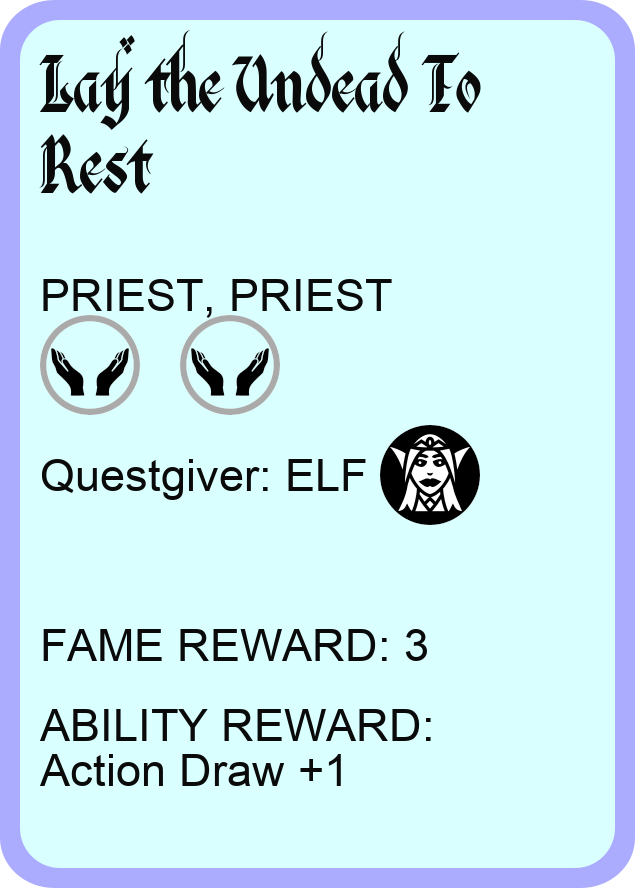 Lay the Undead To
Rest
PRIEST, PRIEST
Questgiver: ELF
FAME REWARD: 3
ABILITY REWARD:
Action Draw +1